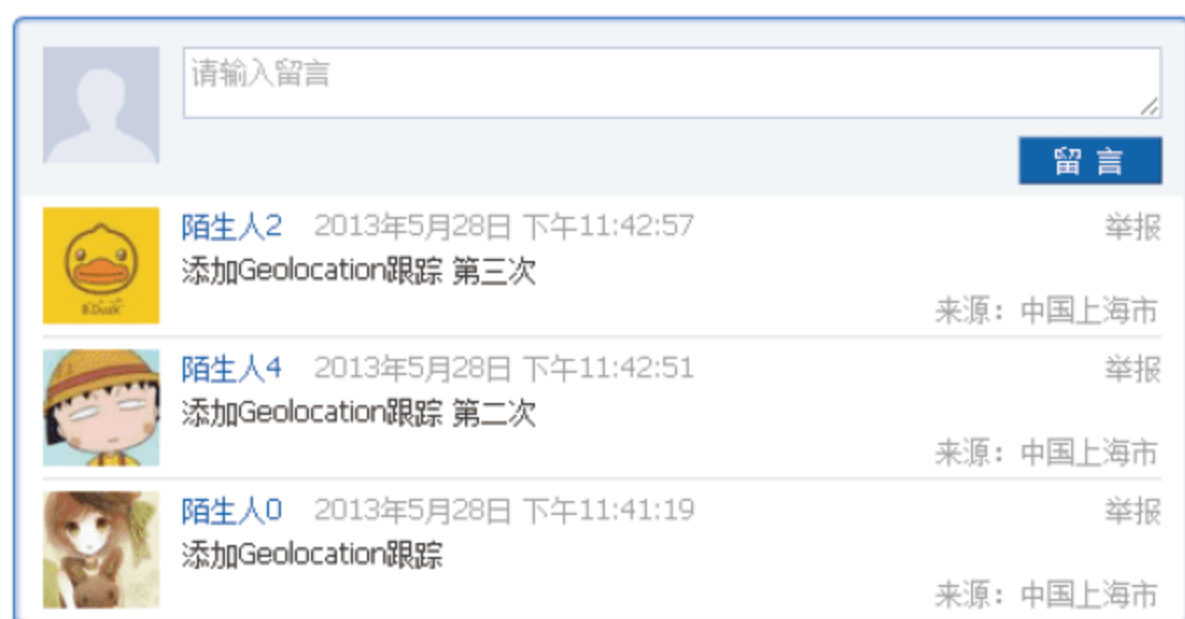 请输入留言
留 言
陌生人2 2013年5月28日 下午11:42:57 举报
添加Geolocation跟踪 第三次
来源：中国上海市
陌生人4 2013年5月28日 下午11:42:51 举报
添加Geolocation跟踪 第二次
来源：中国上海市
陌生人0 2013年5月28日 下午11:41:19 举报
添加Geolocation跟踪
来源：中国上海市